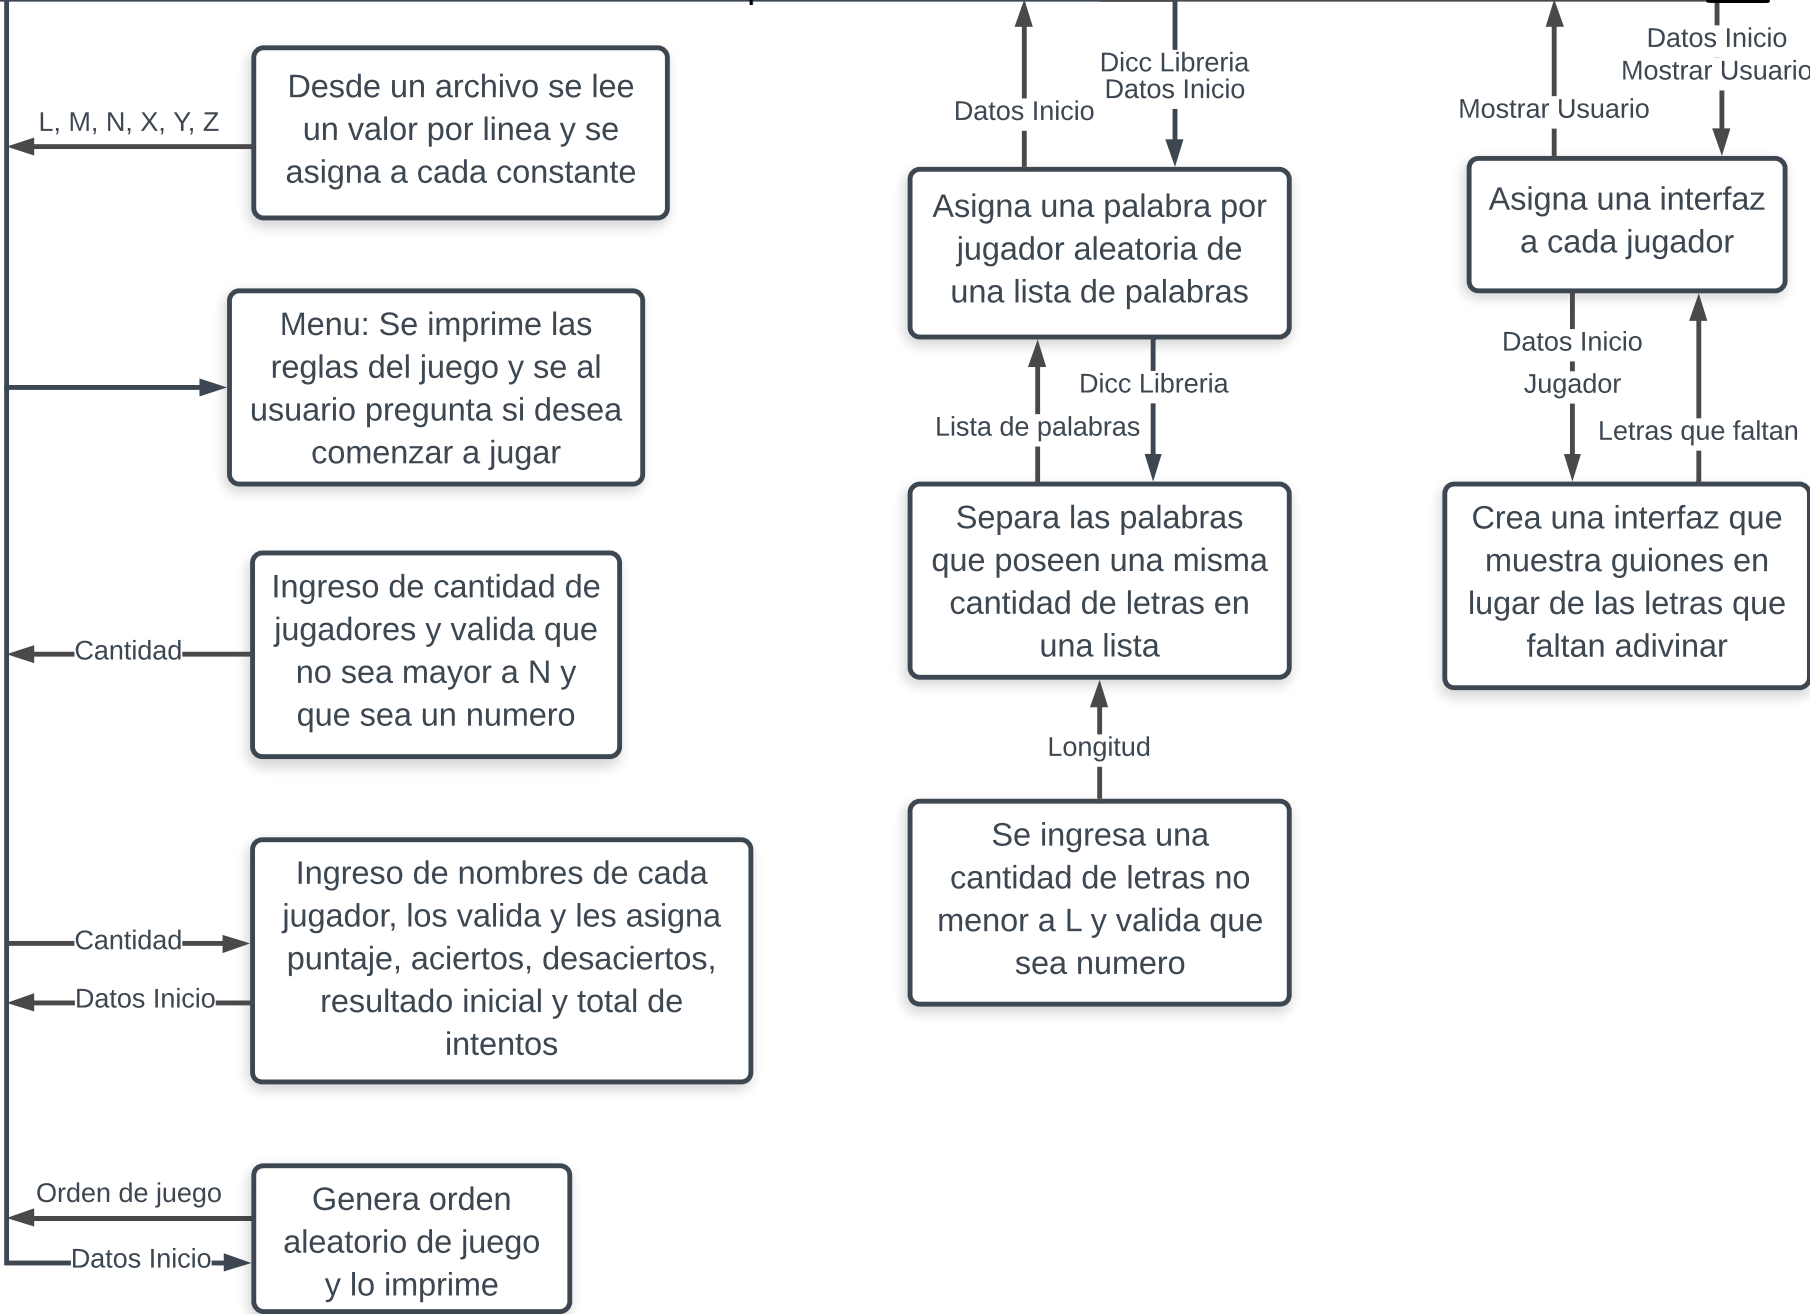 L, M, N, X, Y, Z
Desde un archivo se lee
un valor por linea y se
asigna a cada constante
Menu: Se imprime las
reglas del juego y se al
usuario pregunta si desea
comenzar a jugar
Cantidad
Ingreso de cantidad de
jugadores y valida que
no sea mayor a N y
que sea un numero
Cantidad
Datos Inicio
Ingreso de nombres de cada
jugador, los valida y les asigna
puntaje, aciertos, desaciertos,
resultado inicial y total de
intentos
Orden de juego
Datos Inicio
Genera orden
aleatorio de juego
y lo imprime
Datos Inicio
Dicc Libreria
Datos Inicio
Asigna una palabra por
jugador aleatoria de
una lista de palabras
Lista de palabras
Dicc Libreria
Separa las palabras
que poseen una misma
cantidad de letras en
una lista
Longitud
Se ingresa una
cantidad de letras no
menor a L y valida que
sea numero
Mostrar Usuario
Datos Inicio
Mostrar Usuario
Asigna una interfaz
a cada jugador
Datos Inicio
Jugador
Letras que faltan
Crea una interfaz que
muestra guiones en
lugar de las letras que
faltan adivinar